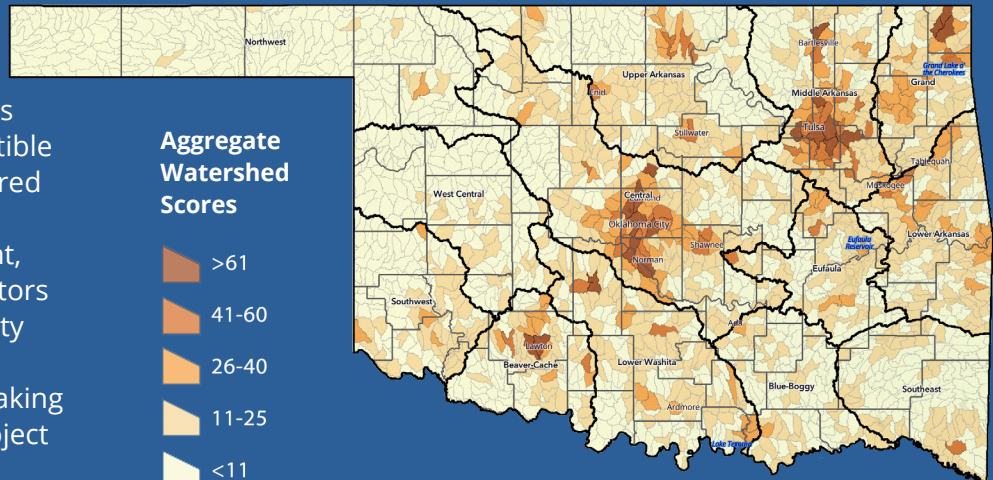 s
tible
red
t,
tors
ty
aking
ject
Aggregate
Watershed
Scores
>61
41-60
26-40
11-25
<11
Northwest
Bartlesville
Grand Lake o'
the Cherokees
Grand
Upper Arkansas
Enid
Middle Arkansas
Tulsa
Stillwater
Tahlequah
Muskogee
West Central
Central
Oklahoma City
Shawnee
Norman
Lower Arkansas
Eufaula
Reservoir
Eufaula
Southwest
Lawton
Beaver-Cache
Ada
Lower Washita
Blue-Boggy
Southeast
Ardmore